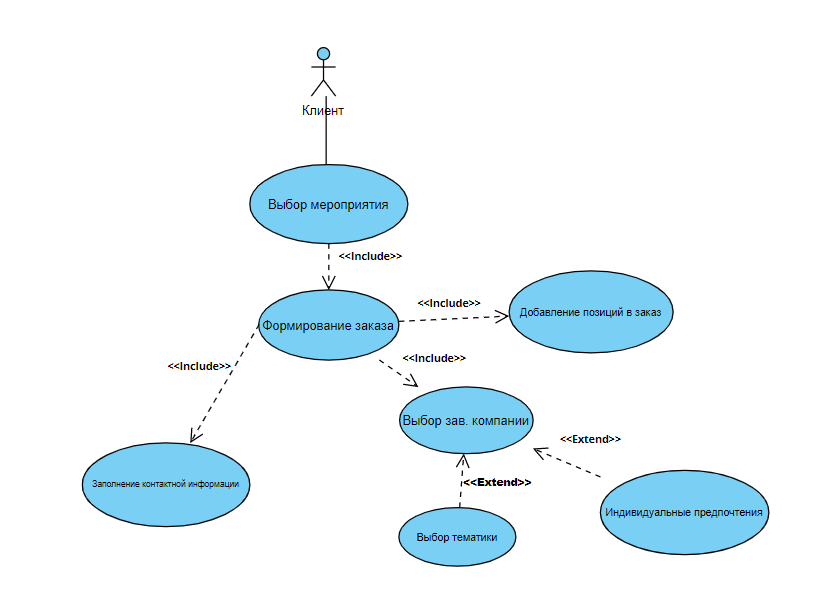 Клиент
Выбор мероприятия
<<Include>>
Формирование заказа
<<Include>>
Добавление позиций в заказ
<<Include>>
<<Include>>
Выбор зав. компании
<<Extend>>
Заполнение контактной информации
<<Extend>>
Выбор тематики
Индивидуальные предпочтения